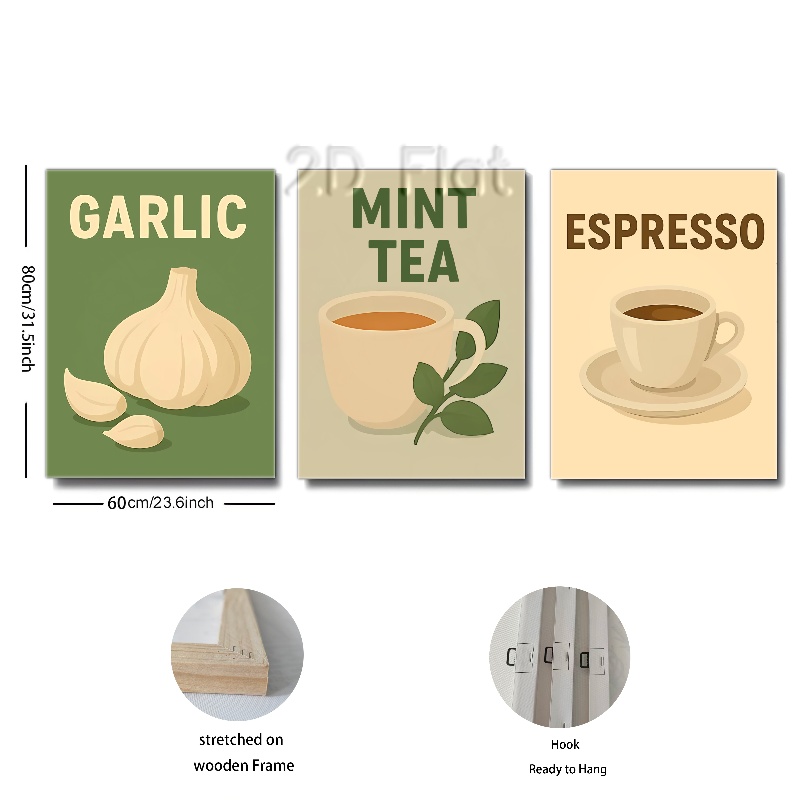 2D Flat
GARLIC
MINT
TEA
ESPRESSO
80cm/31.5inch
60cm/23.6inch
stretched on
wooden Frame
Hook
Ready to Hang